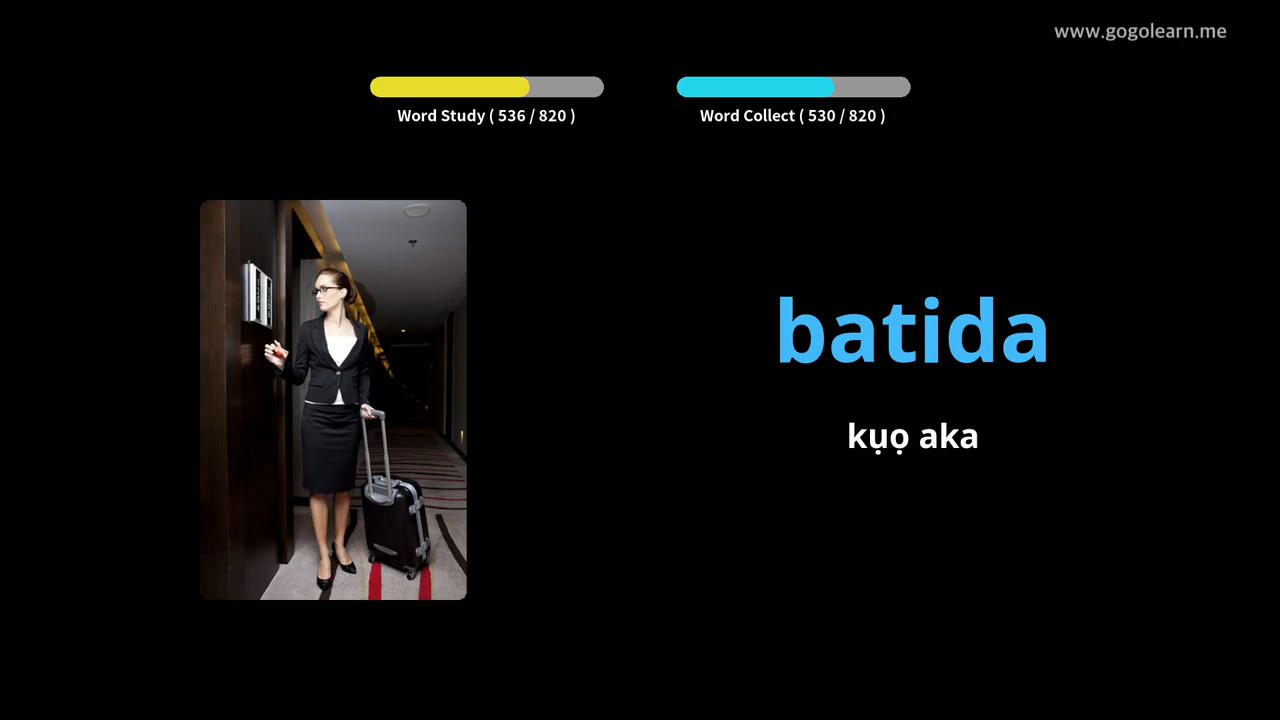 www.gogolearn.me
Word Study ( 536 / 820 )
Word Collect ( 530 / 820 )
batida
kụọ aka